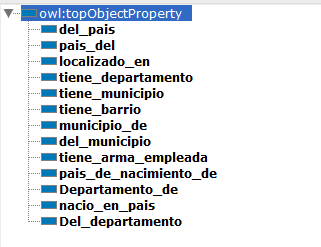 owl:topObjectProperty
del_pais
pais_del
localizado_en
tiene_departamento
tiene_municipio
tiene_barrio
municipio_de
del_municipio
tiene_arma_empleada
pais_de_nacimiento_de
Departamento_de
nacio_en_pais
Del_departamento